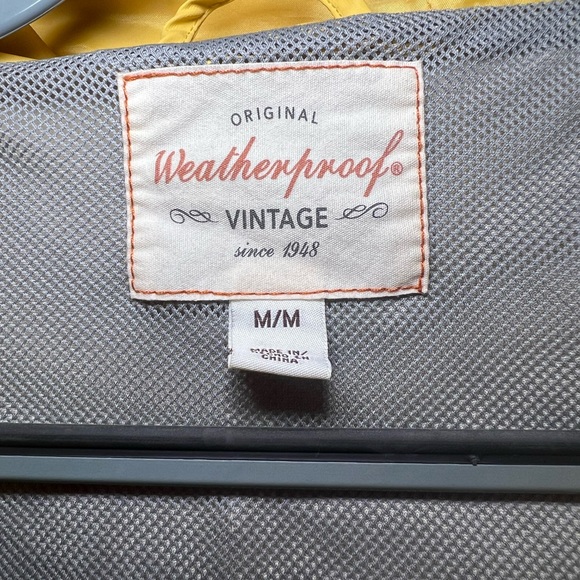 ORIGINAL
Weatherproof®
VINTAGE
since 1948
M/M
MADE IN/
CHINA